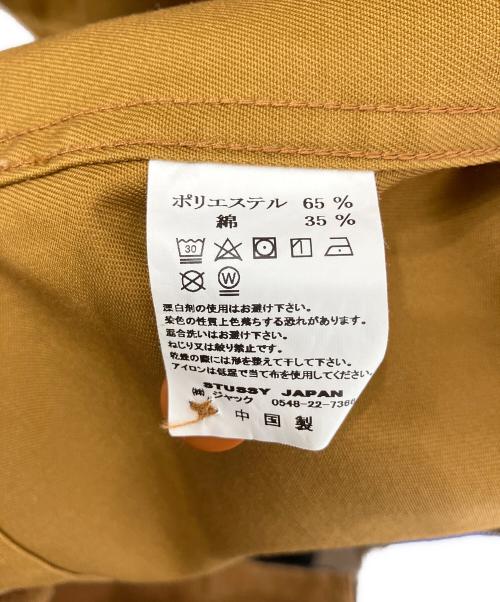 ポリエステル 65 %
綿 35 %
30
W
漂白剤の使用はお避け下さい。
染色の性質上色落ちする恐れがあります。
混合洗いはお避け下さい。
ねじり又は絞り禁止です。
乾燥の際には形を整えて干して下さい。
アイロンは低温で当て布を使用してください
STUSSY JAPAN
㈱ ジャック 0548-22-736
中国製